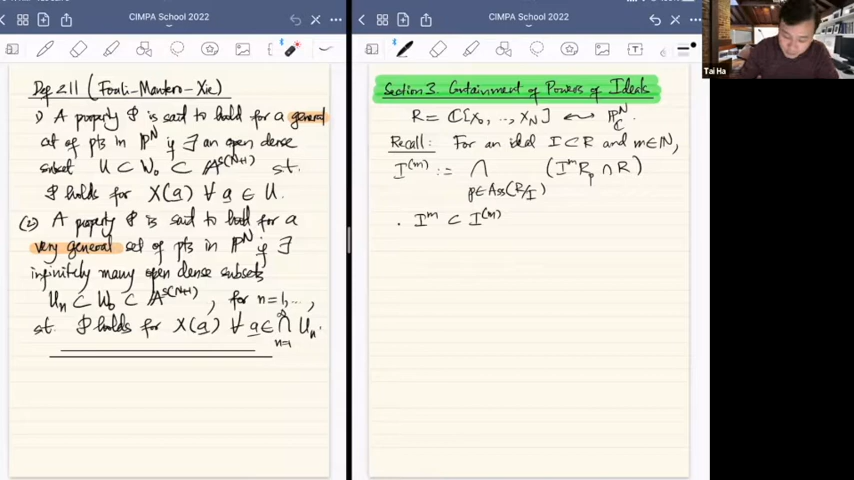 CIMPA School 2022
Def 2.11 (Fouli-Mantero-Xie)
1) A property P is said to hold for a general
set of pts in P^N if ∃ an open dense
subset U ⊂ W_0 ⊂ A^{s(N+1)} st.
P holds for X(a) ∀ a ∈ U.
(2) A property P is said to hold for a
very general set of pts in P^N if ∃
infinitely many open dense subsets
U_n ⊂ W_0 ⊂ A^{s(N+1)}, for n=1,...,
st. P holds for X(a) ∀ a ∈ ∩_{n=1}^∞ U_n.
CIMPA School 2022
Section 3. Containment of Powers of Ideals
R = ℂ[x_0, .., x_N] ↔ P^N_ℂ.
Recall: For an ideal I ⊂ R and m ∈ N,
I^{(m)} := ∩_{p ∈ Ass(R/I)} (I^m R_p ∩ R)
· I^m ⊂ I^{(m)}
Tai Ha